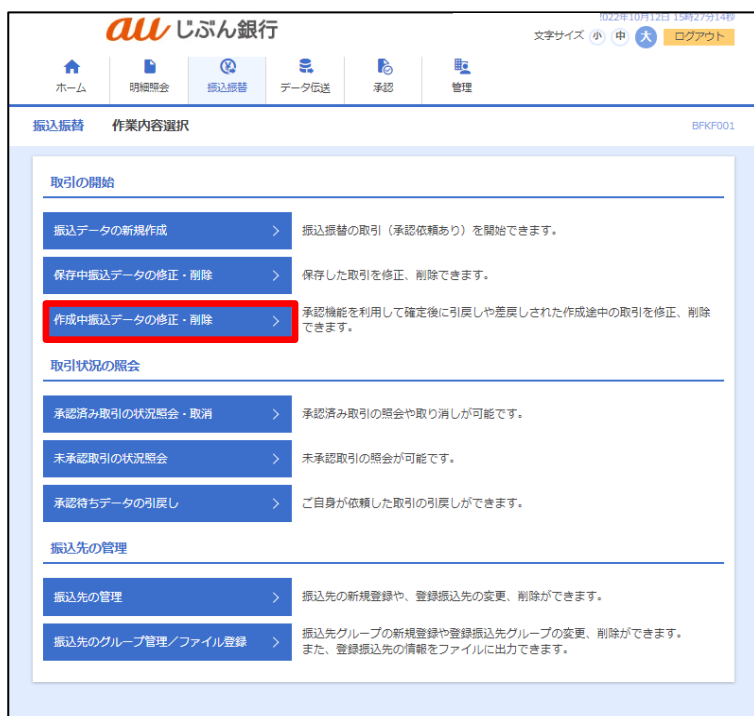 2022年10月12日 15時27分14秒
au じぶん銀行
文字サイズ 小 中 大 ログアウト
ホーム 明細照会 振込振替 データ伝送 承認 管理
振込振替 作業内容選択 BFKF001
取引の開始
振込データの新規作成 振込振替の取引（承認依頼あり）を開始できます。
保存中振込データの修正・削除 保存した取引を修正、削除できます。
作成中振込データの修正・削除 承認機能を利用して確定後に引戻しや差戻しされた作成途中の取引を修正、削除
できます。
取引状況の照会
承認済み取引の状況照会・取消 承認済み取引の照会や取り消しが可能です。
未承認取引の状況照会 未承認取引の照会が可能です。
承認待ちデータの引戻し ご自身が依頼した取引の引戻しができます。
振込先の管理
振込先の管理 振込先の新規登録や、登録振込先の変更、削除ができます。
振込先のグループ管理／ファイル登録 振込先グループの新規登録や登録振込先グループの変更、削除ができます。
また、登録振込先の情報をファイルに出力できます。